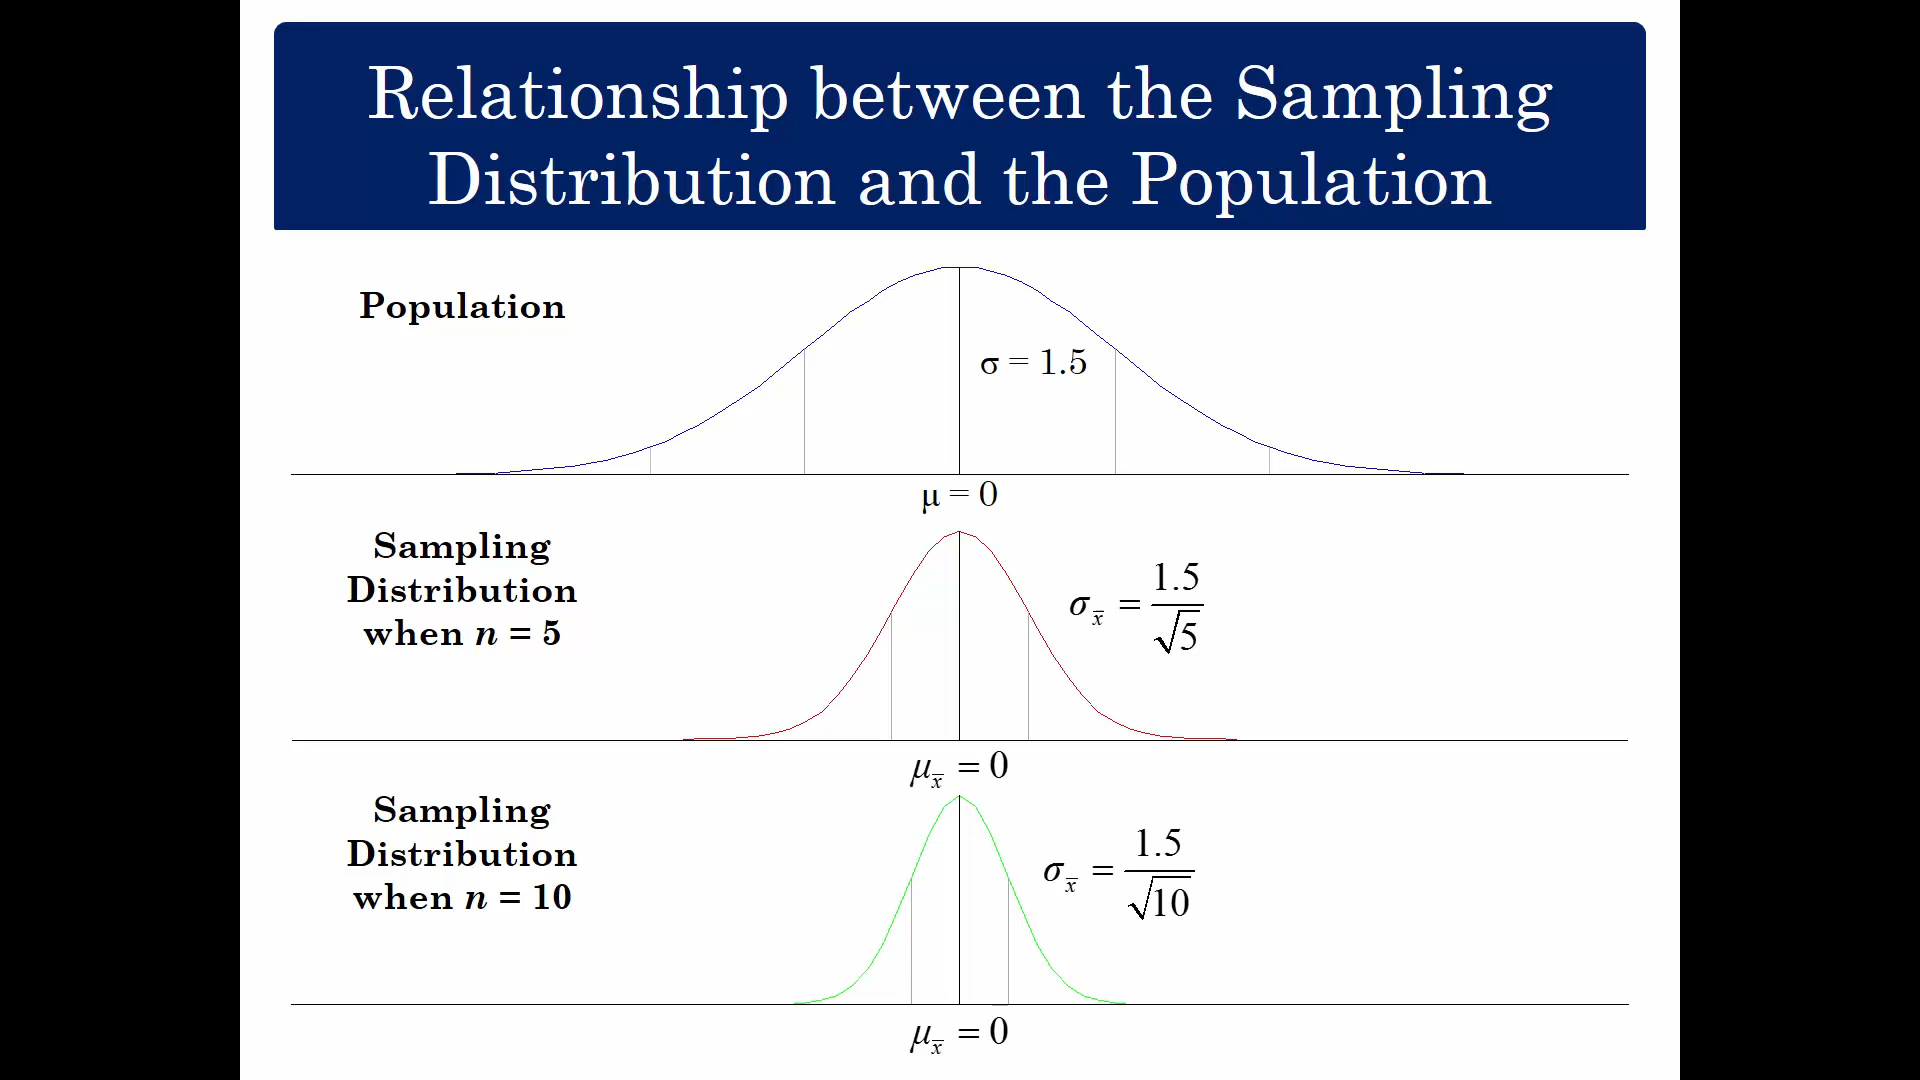 Relationship between the Sampling
Distribution and the Population
Population
σ = 1.5
μ = 0
Sampling
Distribution
when n = 5
σx̅ = 1.5/√5
μx̅ = 0
Sampling
Distribution
when n = 10
σx̅ = 1.5/√10
μx̅ = 0